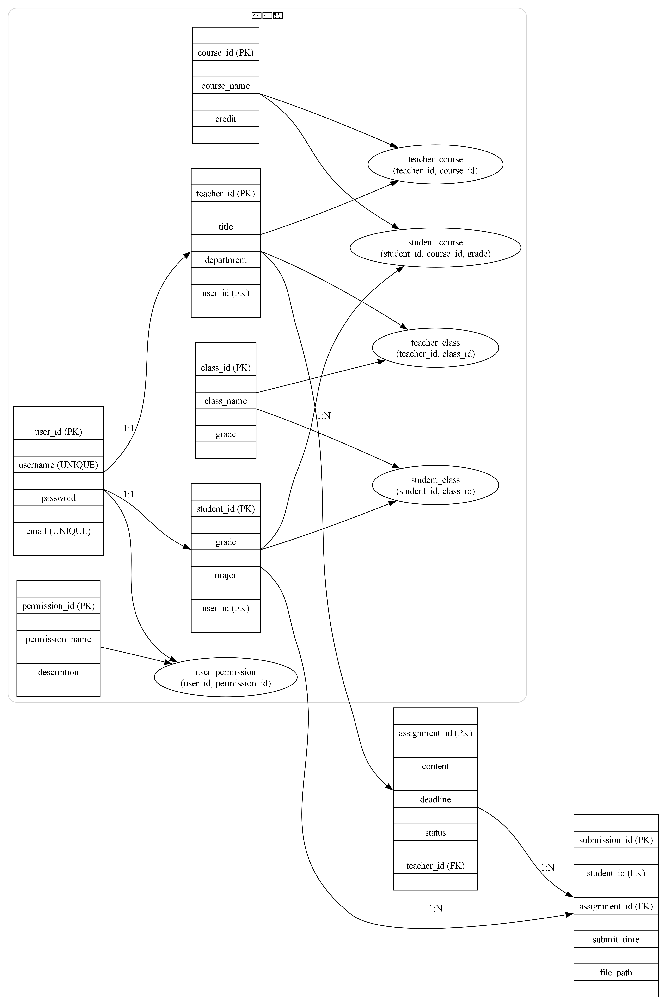 course_id (PK)
course_name
credit
teacher_course
(teacher_id, course_id)
teacher_id (PK)
title
department
user_id (FK)
student_course
(student_id, course_id, grade)
class_id (PK)
class_name
grade
teacher_class
(teacher_id, class_id)
1:N
user_id (PK)
username (UNIQUE)
password
email (UNIQUE)
1:1
1:1
student_id (PK)
grade
major
user_id (FK)
student_class
(student_id, class_id)
permission_id (PK)
permission_name
description
user_permission
(user_id, permission_id)
assignment_id (PK)
content
deadline
status
teacher_id (FK)
1:N
1:N
submission_id (PK)
student_id (FK)
assignment_id (FK)
submit_time
file_path